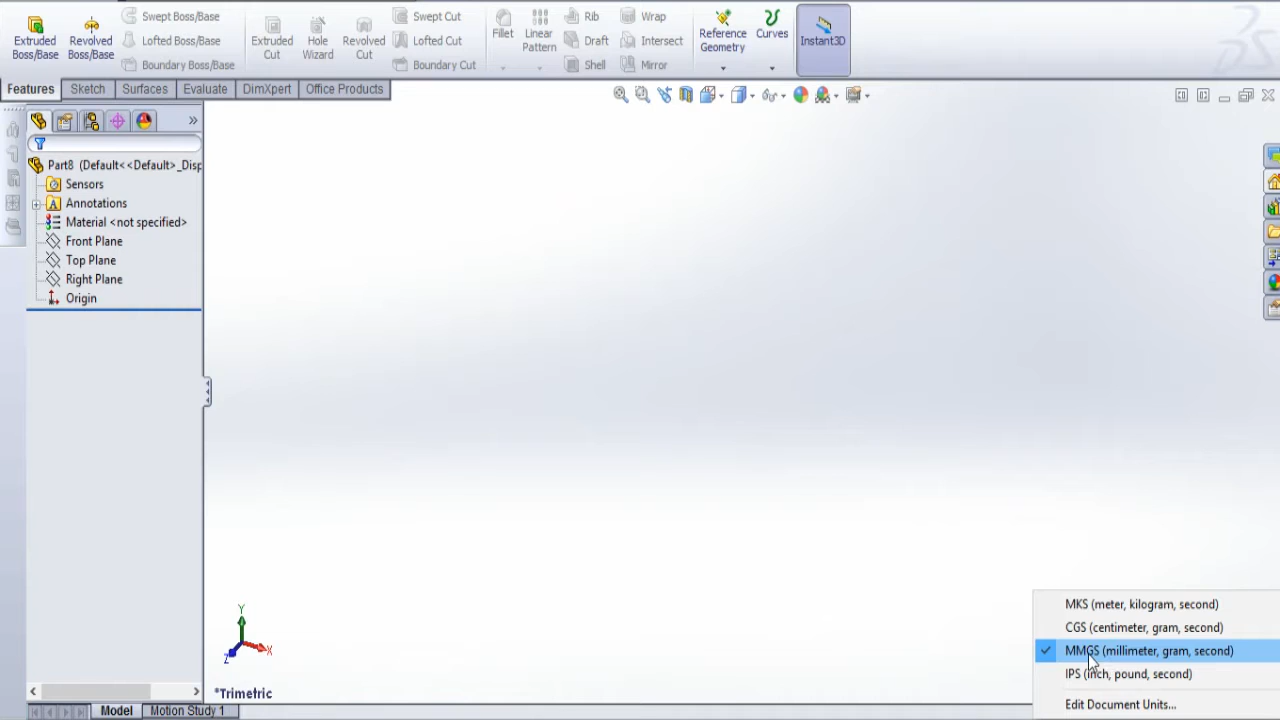 Extruded Boss/Base
Revolved Boss/Base
Swept Boss/Base
Lofted Boss/Base
Boundary Boss/Base
Extruded Cut
Hole Wizard
Revolved Cut
Swept Cut
Lofted Cut
Boundary Cut
Fillet
Linear Pattern
Rib
Draft
Shell
Wrap
Intersect
Mirror
Reference Geometry
Curves
Instant3D
Features
Sketch
Surfaces
Evaluate
DimXpert
Office Products
»
Part8 (Default<<Default>_Disp
Sensors
Annotations
Material <not specified>
Front Plane
Top Plane
Right Plane
Origin
Y
X
Z
*Trimetric
MKS (meter, kilogram, second)
CGS (centimeter, gram, second)
MMGS (millimeter, gram, second)
IPS (inch, pound, second)
Edit Document Units...
Model
Motion Study 1